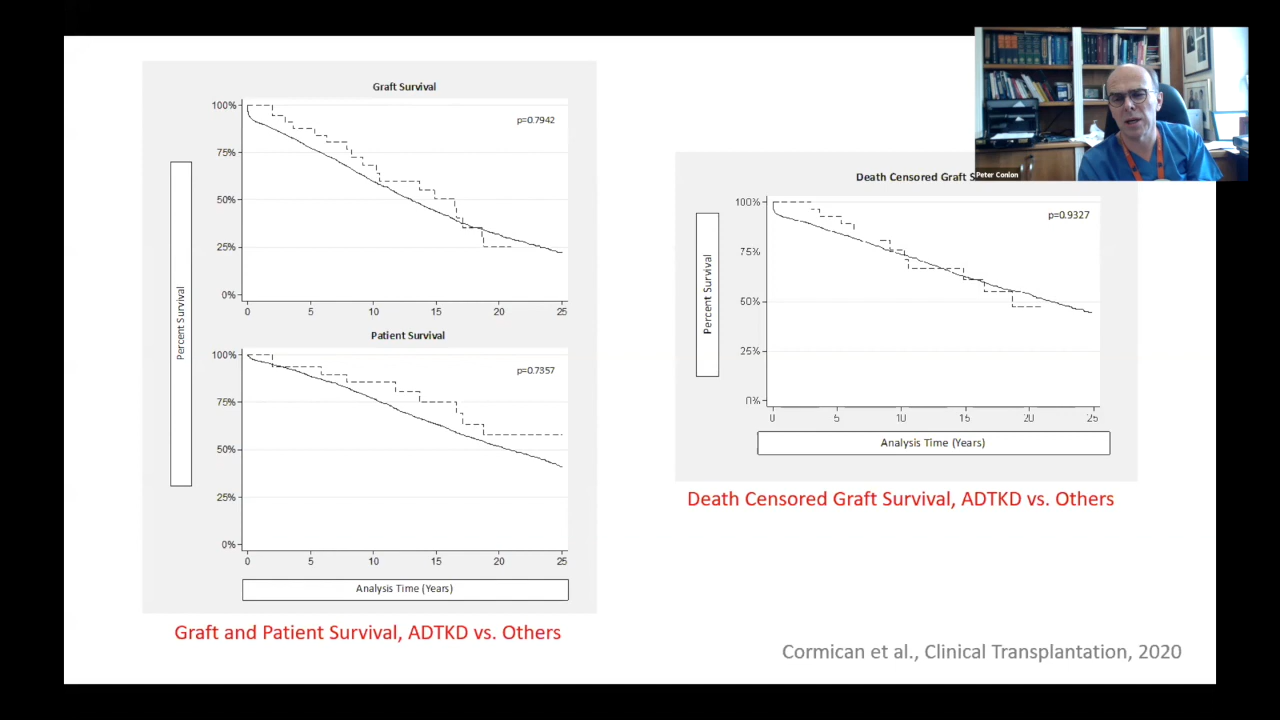 Graft Survival
100%
75%
50%
25%
0%
p=0.7942
0 5 10 15 20 25
Percent Survival
Patient Survival
100%
75%
50%
25%
0%
p=0.7357
0 5 10 15 20 25
Analysis Time (Years)
Graft and Patient Survival, ADTKD vs. Others
Peter Conlon
Death Censored Graft S
100%
75%
50%
25%
0%
p=0.9327
0 5 10 15 20 25
Percent Survival
Analysis Time (Years)
Death Censored Graft Survival, ADTKD vs. Others
Cormican et al., Clinical Transplantation, 2020